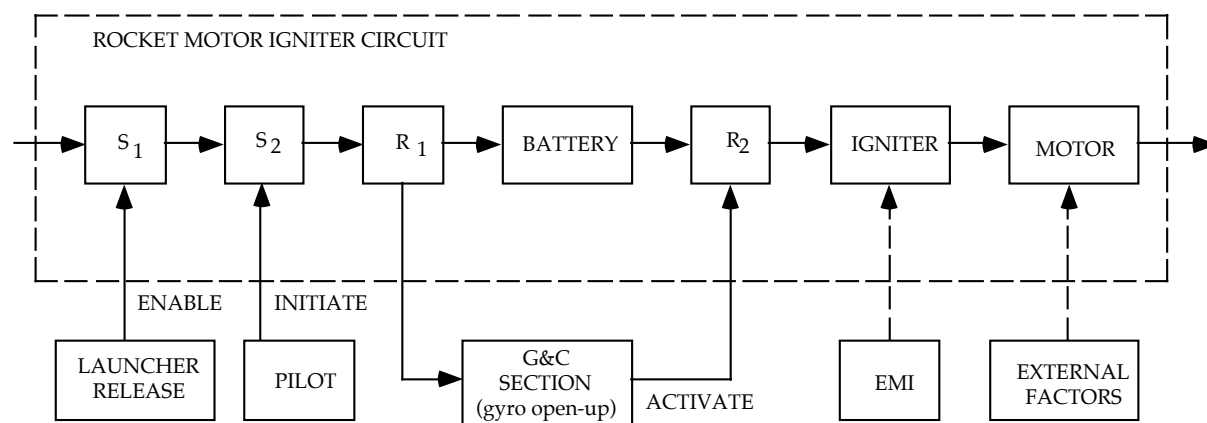 ROCKET MOTOR IGNITER CIRCUIT
S1
S2
R1
BATTERY
R2
IGNITER
MOTOR
ENABLE
INITIATE
LAUNCHER
RELEASE
PILOT
G&C
SECTION
(gyro open-up)
ACTIVATE
EMI
EXTERNAL
FACTORS